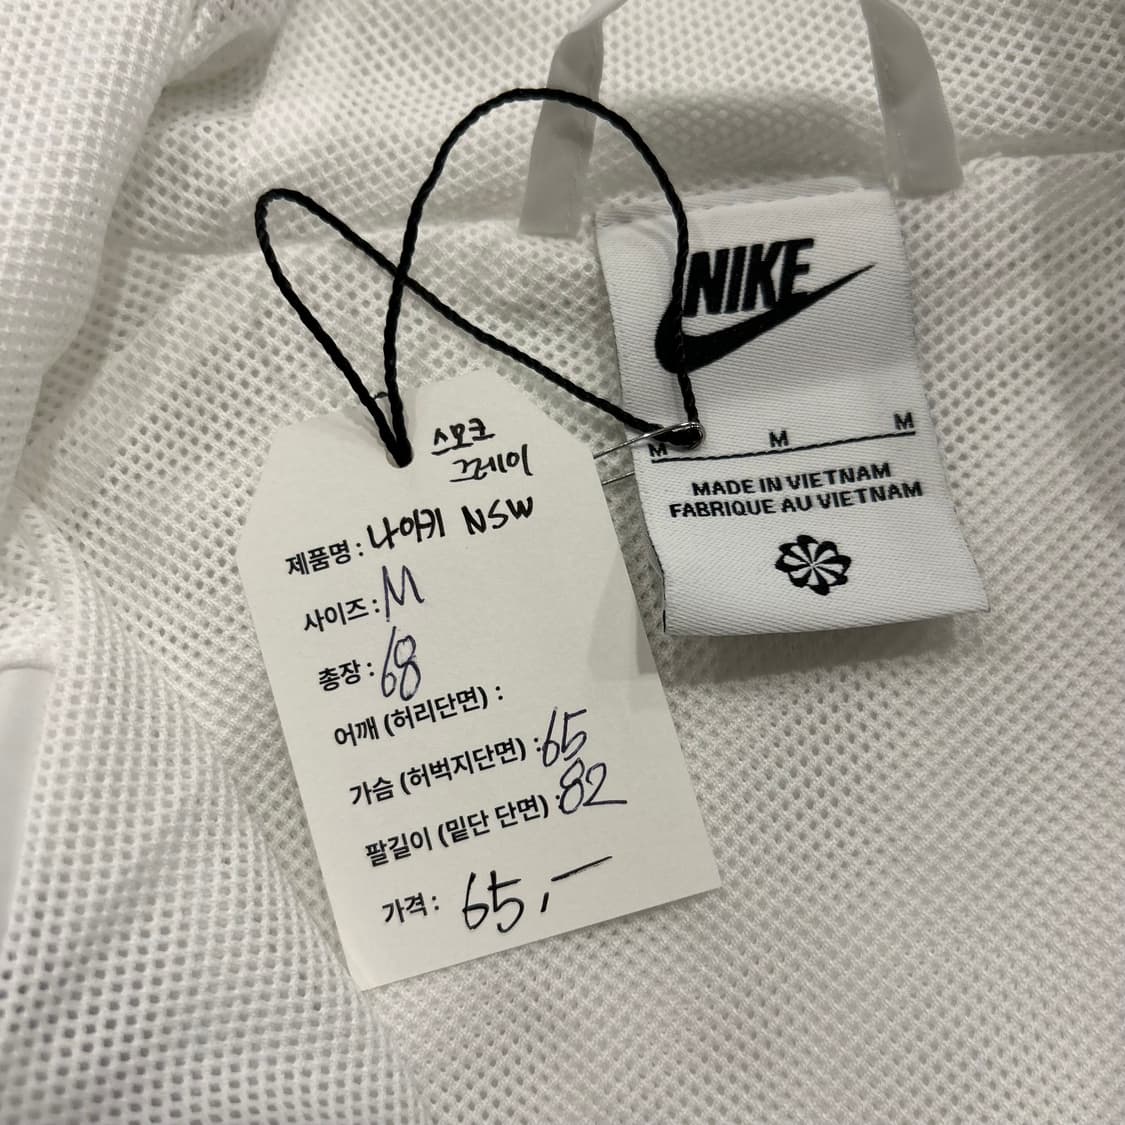 스모크
그레이
제품명 : 나이키 NSW
사이즈 : M
총장 : 68
어깨 (허리단면) :
가슴 (허벅지단면) : 65
팔길이 (밑단 단면) : 82
가격 : 65,—
NIKE
M M M
MADE IN VIETNAM
FABRIQUE AU VIETNAM